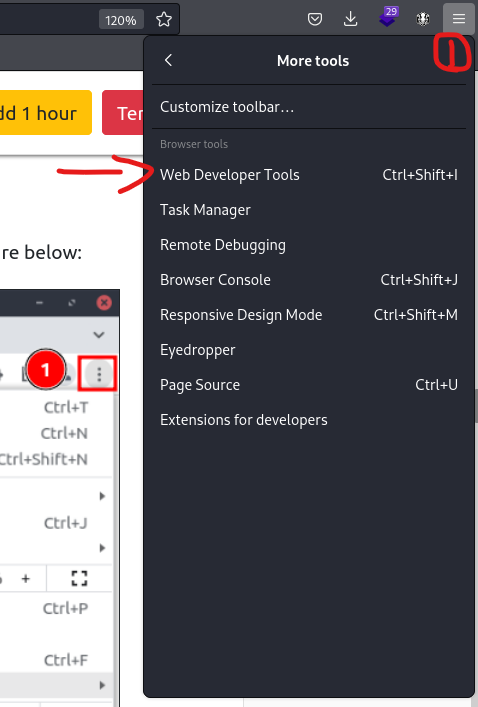 120%
29
1
More tools
dd 1 hour
Ter
Customize toolbar...
Browser tools
Web Developer Tools Ctrl+Shift+I
Task Manager
re below:
Remote Debugging
Browser Console Ctrl+Shift+J
Responsive Design Mode Ctrl+Shift+M
Eyedropper
1
Page Source Ctrl+U
Ctrl+T
Extensions for developers
Ctrl+N
Ctrl+Shift+N
Ctrl+J
+
Ctrl+P
Ctrl+F